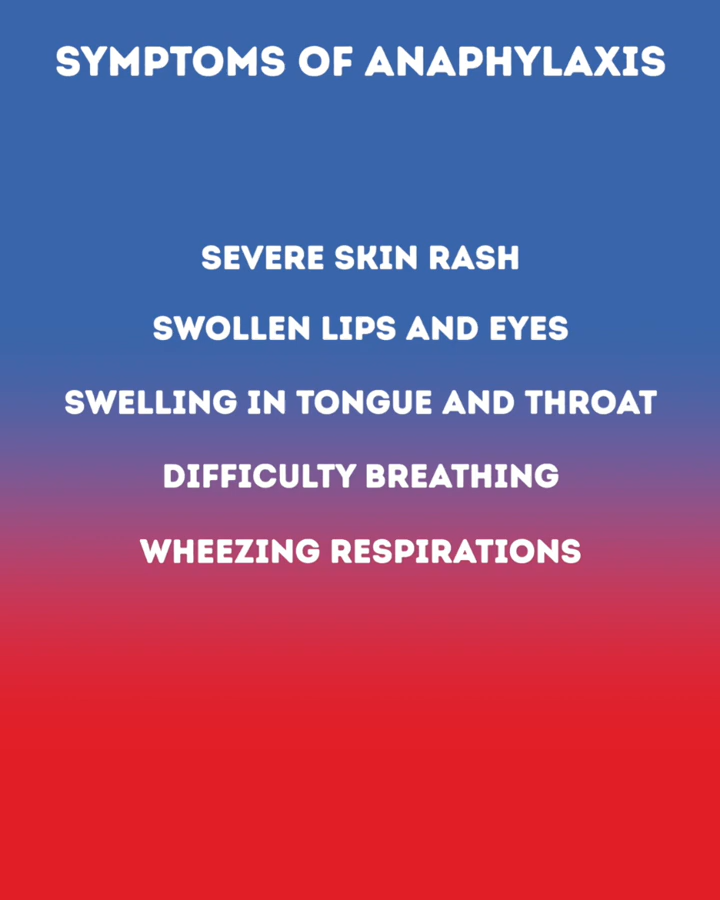 SYMPTOMS OF ANAPHYLAXIS
SEVERE SKIN RASH
SWOLLEN LIPS AND EYES
SWELLING IN TONGUE AND THROAT
DIFFICULTY BREATHING
WHEEZING RESPIRATIONS